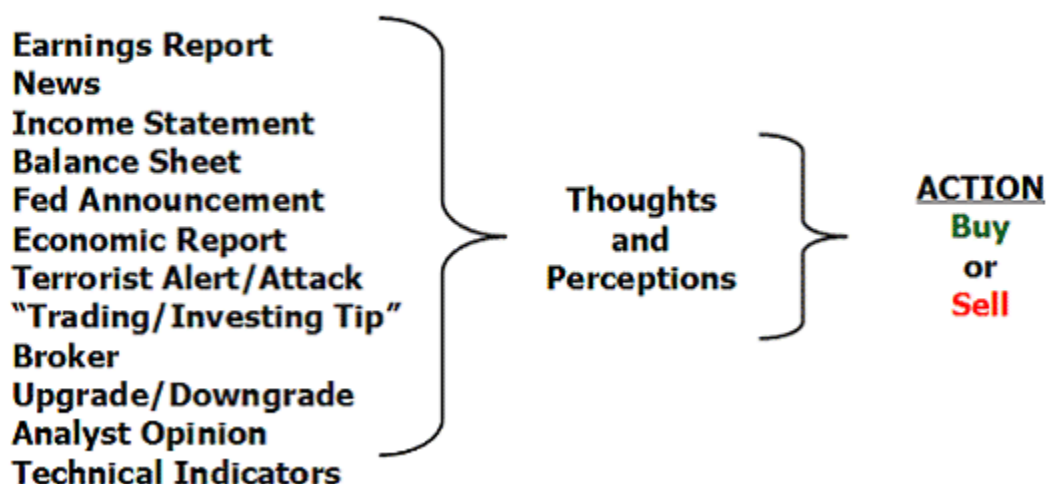 Earnings Report
News
Income Statement
Balance Sheet
Fed Announcement
Economic Report
Terrorist Alert/Attack
“Trading/Investing Tip”
Broker
Upgrade/Downgrade
Analyst Opinion
Technical Indicators
Thoughts
and
Perceptions
ACTION
Buy
or
Sell